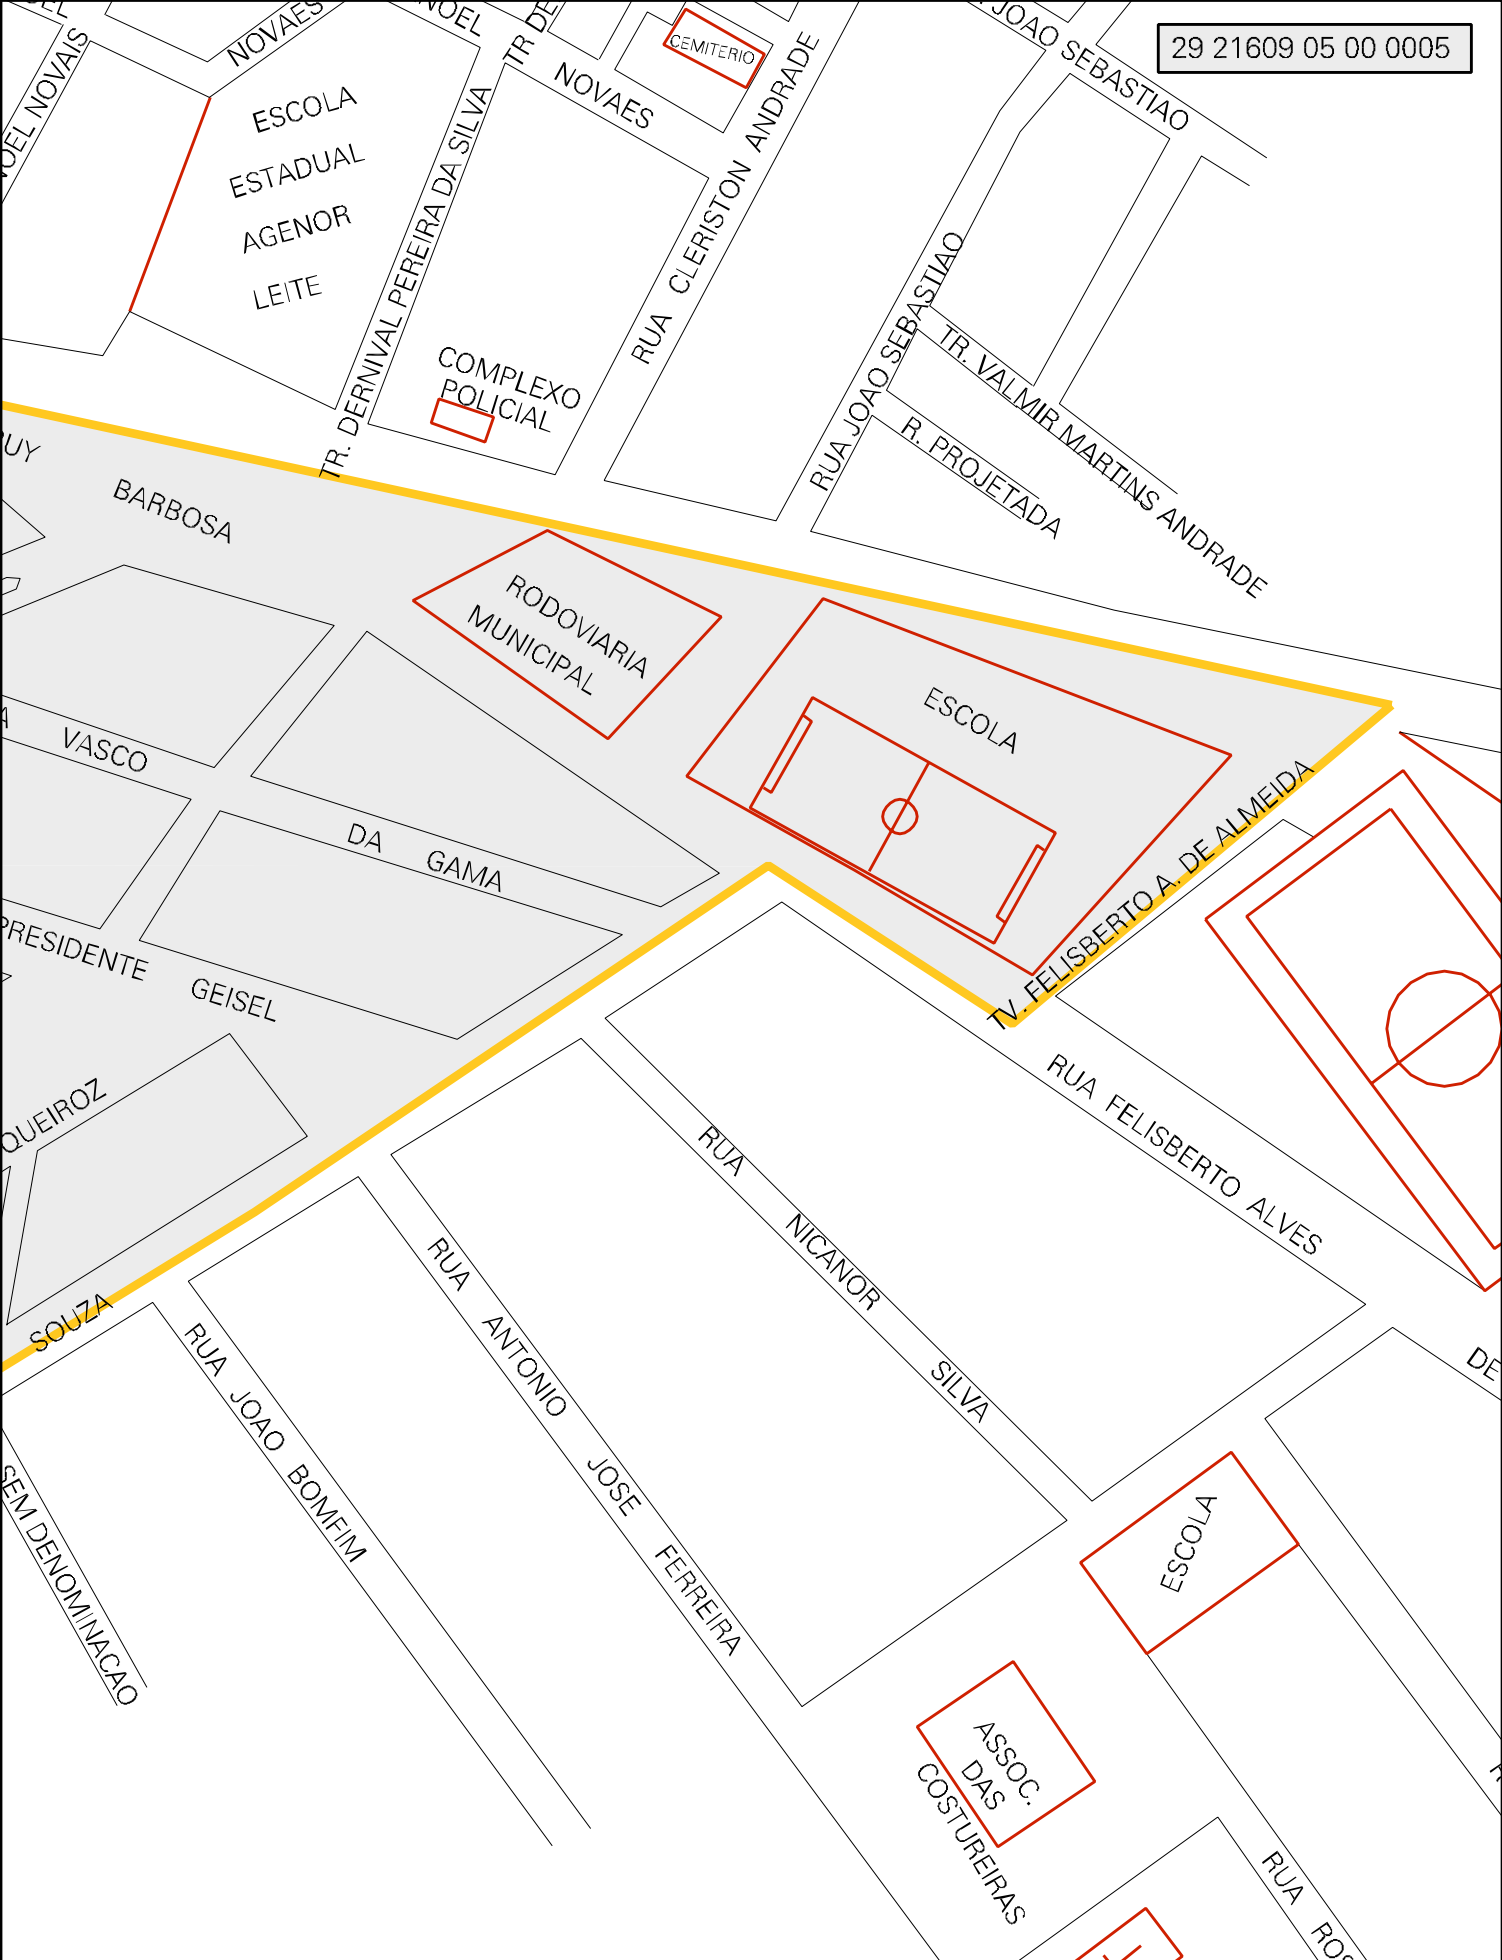 29 21609 05 00 0005
NOVAES
NOEL
TR DE
CEMITERIO
JOAO SEBASTIAO
NOEL NOVAIS
NOVAES
ESCOLA
ESTADUAL
AGENOR
LEITE
TR. DERNIVAL PEREIRA DA SILVA
RUA CLERISTON ANDRADE
RUA JOAO SEBASTIAO
TR. VALMIR MARTINS ANDRADE
R. PROJETADA
COMPLEXO
POLICIAL
RUY
BARBOSA
RODOVIARIA
MUNICIPAL
ESCOLA
VASCO
DA GAMA
TV. FELISBERTO A. DE ALMEIDA
PRESIDENTE GEISEL
QUEIROZ
RUA FELISBERTO ALVES
DE
RUA NICANOR SILVA
RUA ANTONIO JOSE FERREIRA
SOUZA
RUA JOAO BOMFIM
SEM DENOMINACAO
ESCOLA
ASSOC.
DAS
COSTUREIRAS
RUA ROS